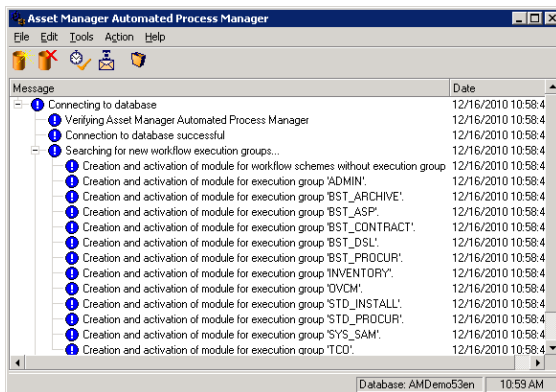 Asset Manager Automated Process Manager
File Edit Tools Action Help
Message Date
Connecting to database 12/16/2010 10:58:4
Verifying Asset Manager Automated Process Manager 12/16/2010 10:58:4
Connection to database successful 12/16/2010 10:58:4
Searching for new workflow execution groups... 12/16/2010 10:58:4
Creation and activation of module for workflow schemes without execution group 12/16/2010 10:58:4
Creation and activation of module for execution group 'ADMIN'. 12/16/2010 10:58:4
Creation and activation of module for execution group 'BST_ARCHIVE'. 12/16/2010 10:58:4
Creation and activation of module for execution group 'BST_ASP'. 12/16/2010 10:58:4
Creation and activation of module for execution group 'BST_CONTRACT'. 12/16/2010 10:58:4
Creation and activation of module for execution group 'BST_DSL'. 12/16/2010 10:58:4
Creation and activation of module for execution group 'BST_PROCUR'. 12/16/2010 10:58:4
Creation and activation of module for execution group 'INVENTORY'. 12/16/2010 10:58:4
Creation and activation of module for execution group 'OVCM'. 12/16/2010 10:58:4
Creation and activation of module for execution group 'STD_INSTALL'. 12/16/2010 10:58:4
Creation and activation of module for execution group 'STD_PROCUR'. 12/16/2010 10:58:4
Creation and activation of module for execution group 'SYS_SAM'. 12/16/2010 10:58:4
Creation and activation of module for execution group 'TCO'. 12/16/2010 10:58:4
Database: AMDemo53en 10:59 AM